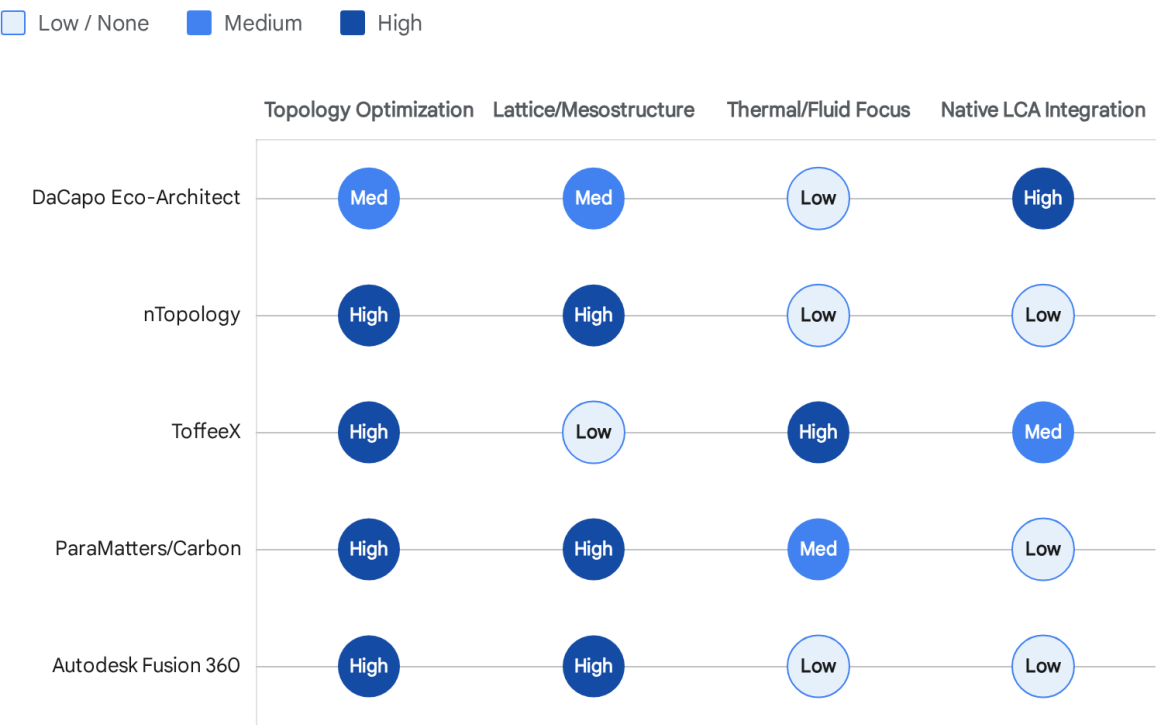 Low / None Medium High
Topology Optimization Lattice/Mesostructure Thermal/Fluid Focus Native LCA Integration
DaCapo Eco-Architect Med Med Low High
nTopology High High Low Low
ToffeeX High Low High Med
ParaMatters/Carbon High High Med Low
Autodesk Fusion 360 High High Low Low